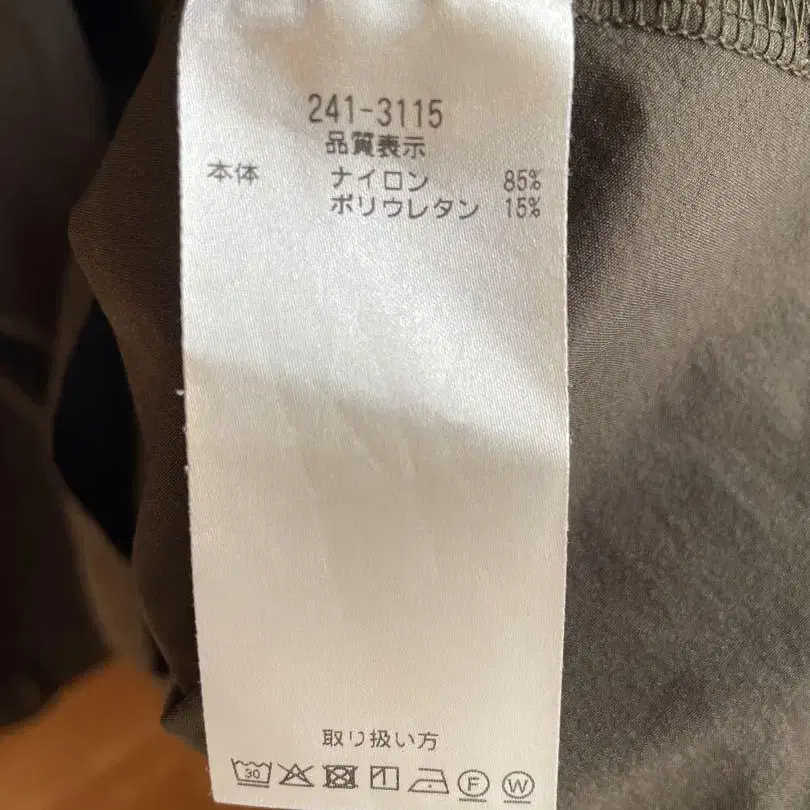 241-3115
品質表示
本体 ナイロン 85%
ポリウレタン 15%
取り扱い方
30 F W